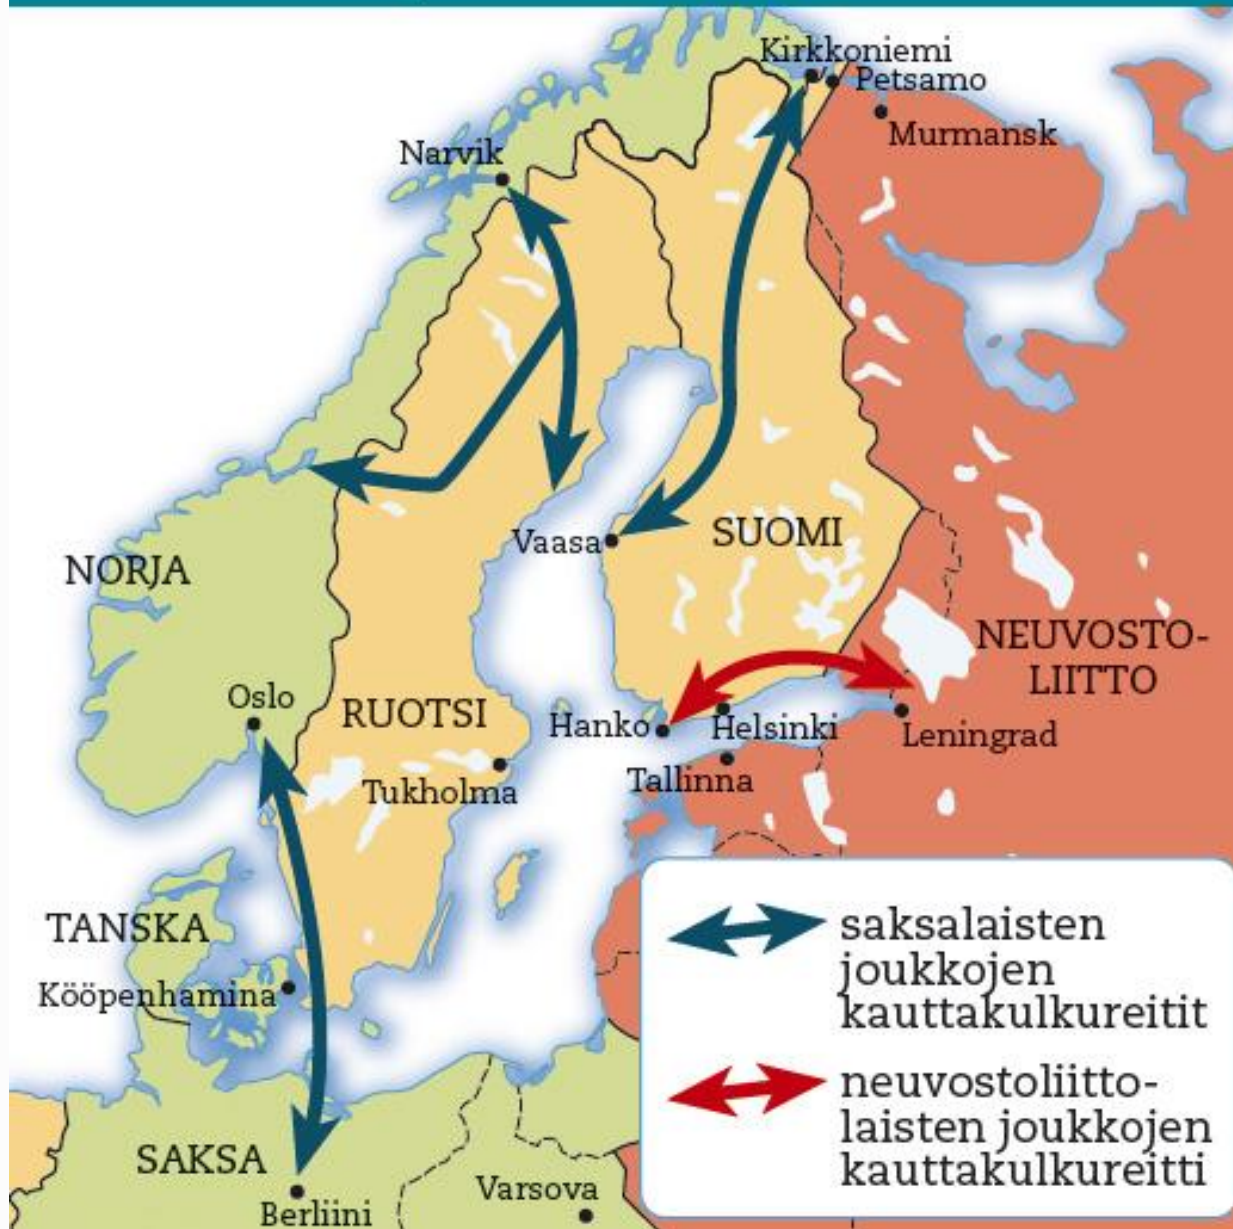 Kirkkoniemi
Petsamo
Murmansk
Narvik
Vaasa
SUOMI
NORJA
NEUVOSTO-
LIITTO
Oslo
RUOTSI
Hanko
Helsinki
Leningrad
Tukholma
Tallinna
TANSKA
Kööpenhamina
SAKSA
Berliini
Varsova
saksalaisten
joukkojen
kauttakulkureitit
neuvostoliitto-
laisten joukkojen
kauttakulkureitti